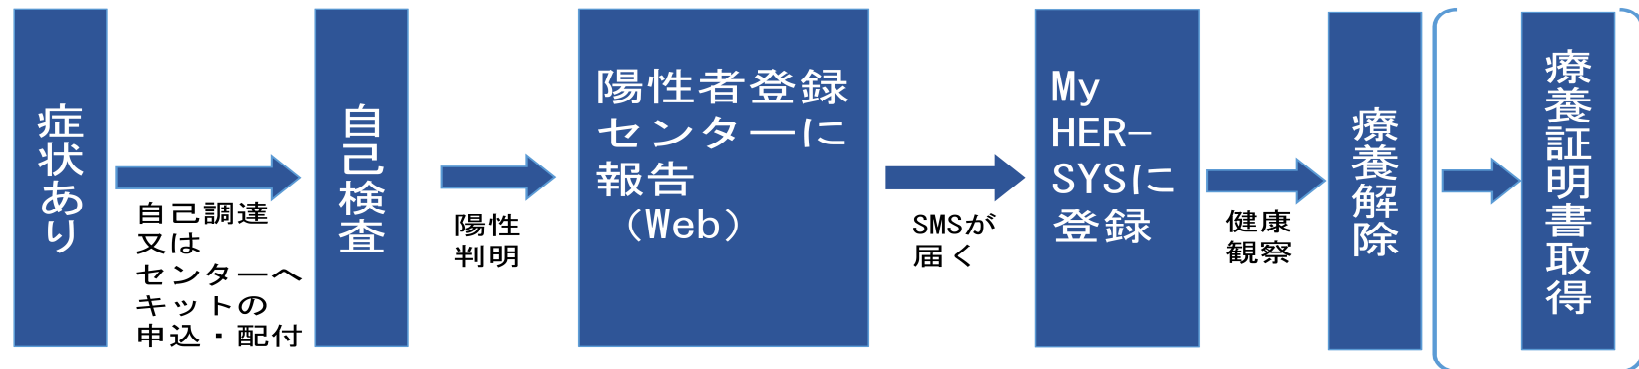 症状あり
自己調達
又は
センターへ
キットの
申込・配付
自己検査
陽性
判明
陽性者登録
センターに
報告
（Web）
SMSが
届く
My
HER-
SYSに
登録
健康
観察
療養解除
療養証明書取得